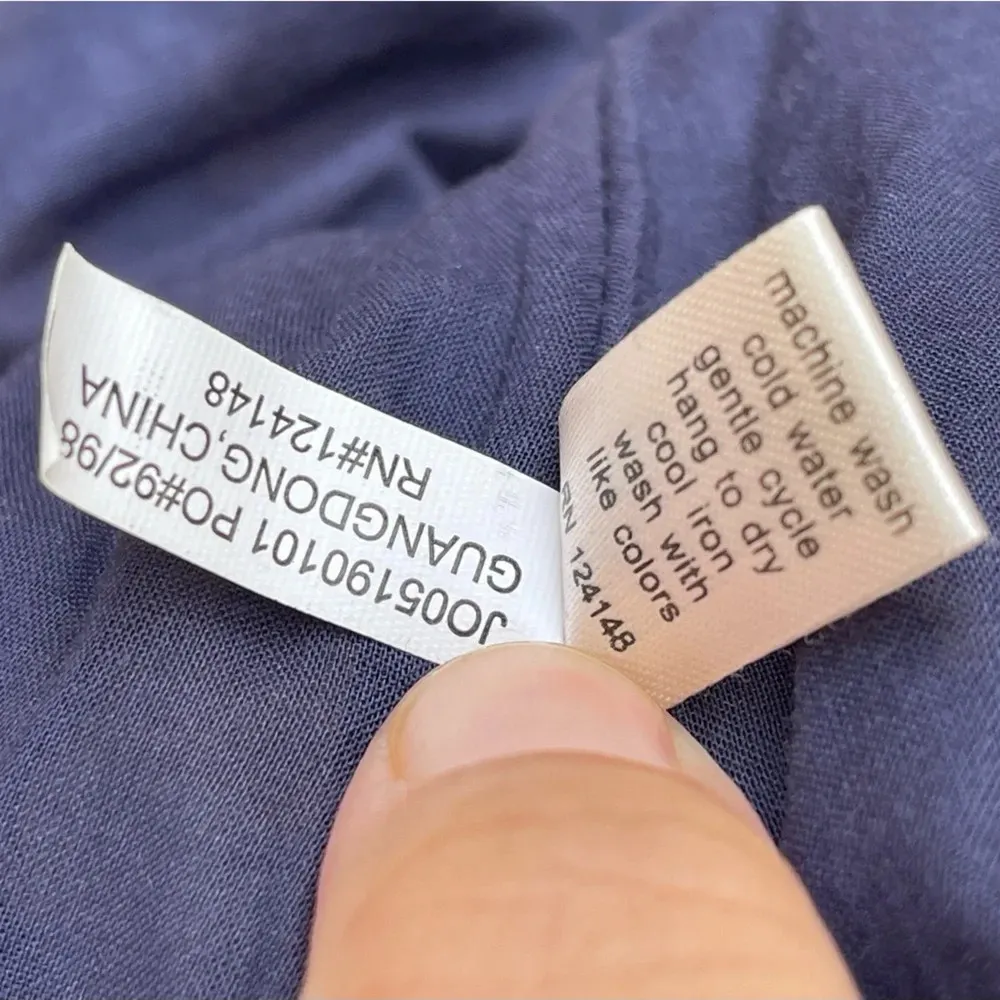 JO05190101 PO#92/98
GUANGDONG,CHINA
RN#124148
machine wash
cold water
gentle cycle
hang to dry
cool iron
wash with
like colors
RN 124148